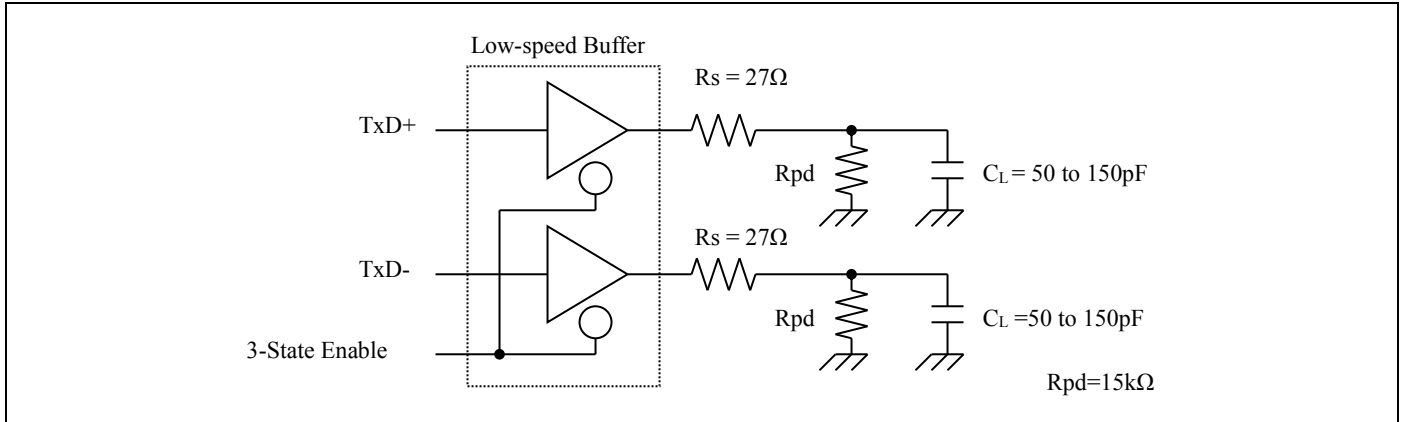 Low-speed Buffer
Rs = 27Ω
TxD+
Rpd
CL = 50 to 150pF
Rs = 27Ω
TxD-
Rpd
CL =50 to 150pF
3-State Enable
Rpd=15kΩ